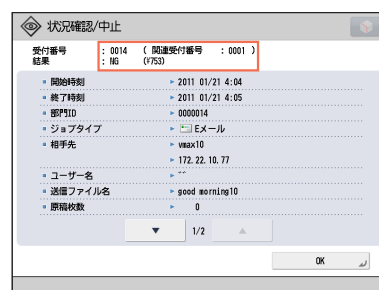 状況確認/中止
受付番号 : 0014 ( 関連受付番号 : 0001 )
結果 : NG (#753)
開始時刻 ► 2011 01/21 4:04
終了時刻 ► 2011 01/21 4:05
部門ID ► 0000014
ジョブタイプ ► Eメール
相手先 ► vmax10
► 172. 22. 10. 77
ユーザー名 ► ^^
送信ファイル名 ► good morning10
原稿枚数 ► 0
▼ 1/2 ▲
OK